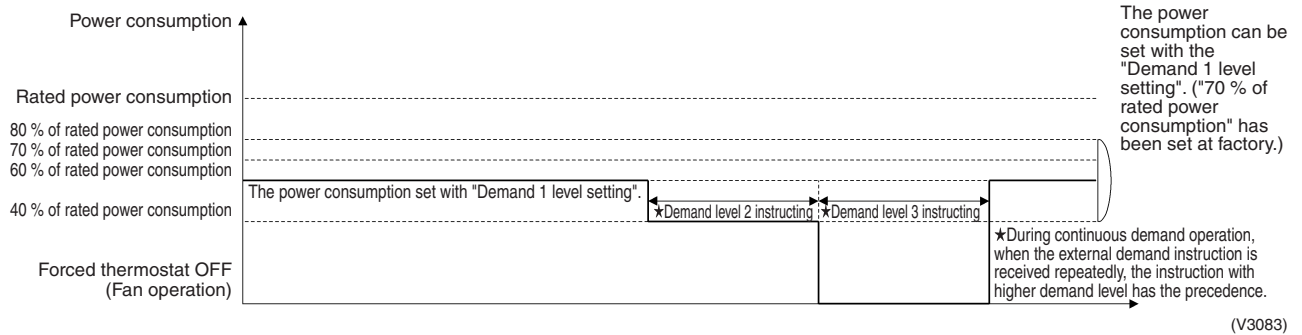 Power consumption
Rated power consumption
80 % of rated power consumption
70 % of rated power consumption
60 % of rated power consumption
40 % of rated power consumption
Forced thermostat OFF
(Fan operation)
The power consumption set with "Demand 1 level setting".
★Demand level 2 instructing
★Demand level 3 instructing
The power
consumption can be
set with the
"Demand 1 level
setting". ("70 % of
rated power
consumption" has
been set at factory.)
★During continuous demand operation,
when the external demand instruction is
received repeatedly, the instruction with
higher demand level has the precedence.
(V3083)